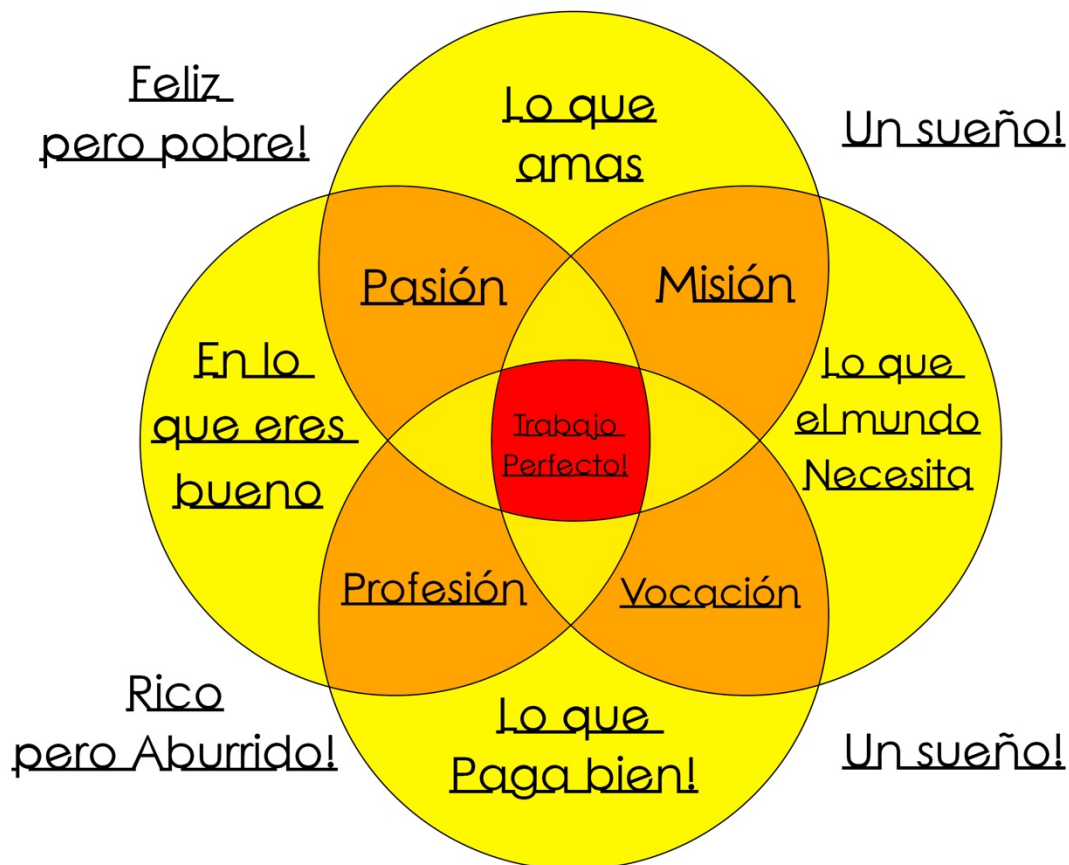 Feliz
pero pobre!
Lo que
amas
Un sueño!
Pasión
Misión
En lo
que eres
bueno
Trabajo
Perfecto!
Lo que
el mundo
Necesita
Profesión
Vocación
Rico
pero Aburrido!
Lo que
Paga bien!
Un sueño!